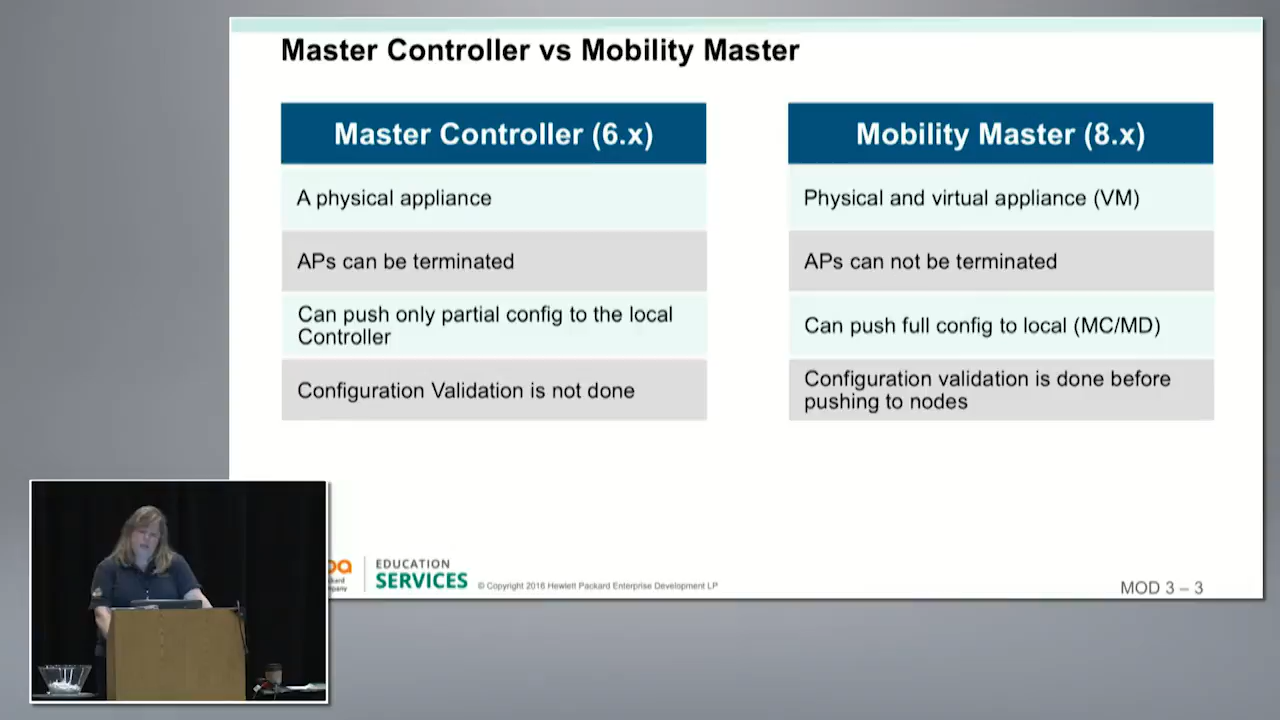 Master Controller vs Mobility Master
Master Controller (6.x)
A physical appliance
APs can be terminated
Can push only partial config to the local
Controller
Configuration Validation is not done
Mobility Master (8.x)
Physical and virtual appliance (VM)
APs can not be terminated
Can push full config to local (MC/MD)
Configuration validation is done before
pushing to nodes
EDUCATION
SERVICES
© Copyright 2016 Hewlett Packard Enterprise Development LP
MOD 3 – 3